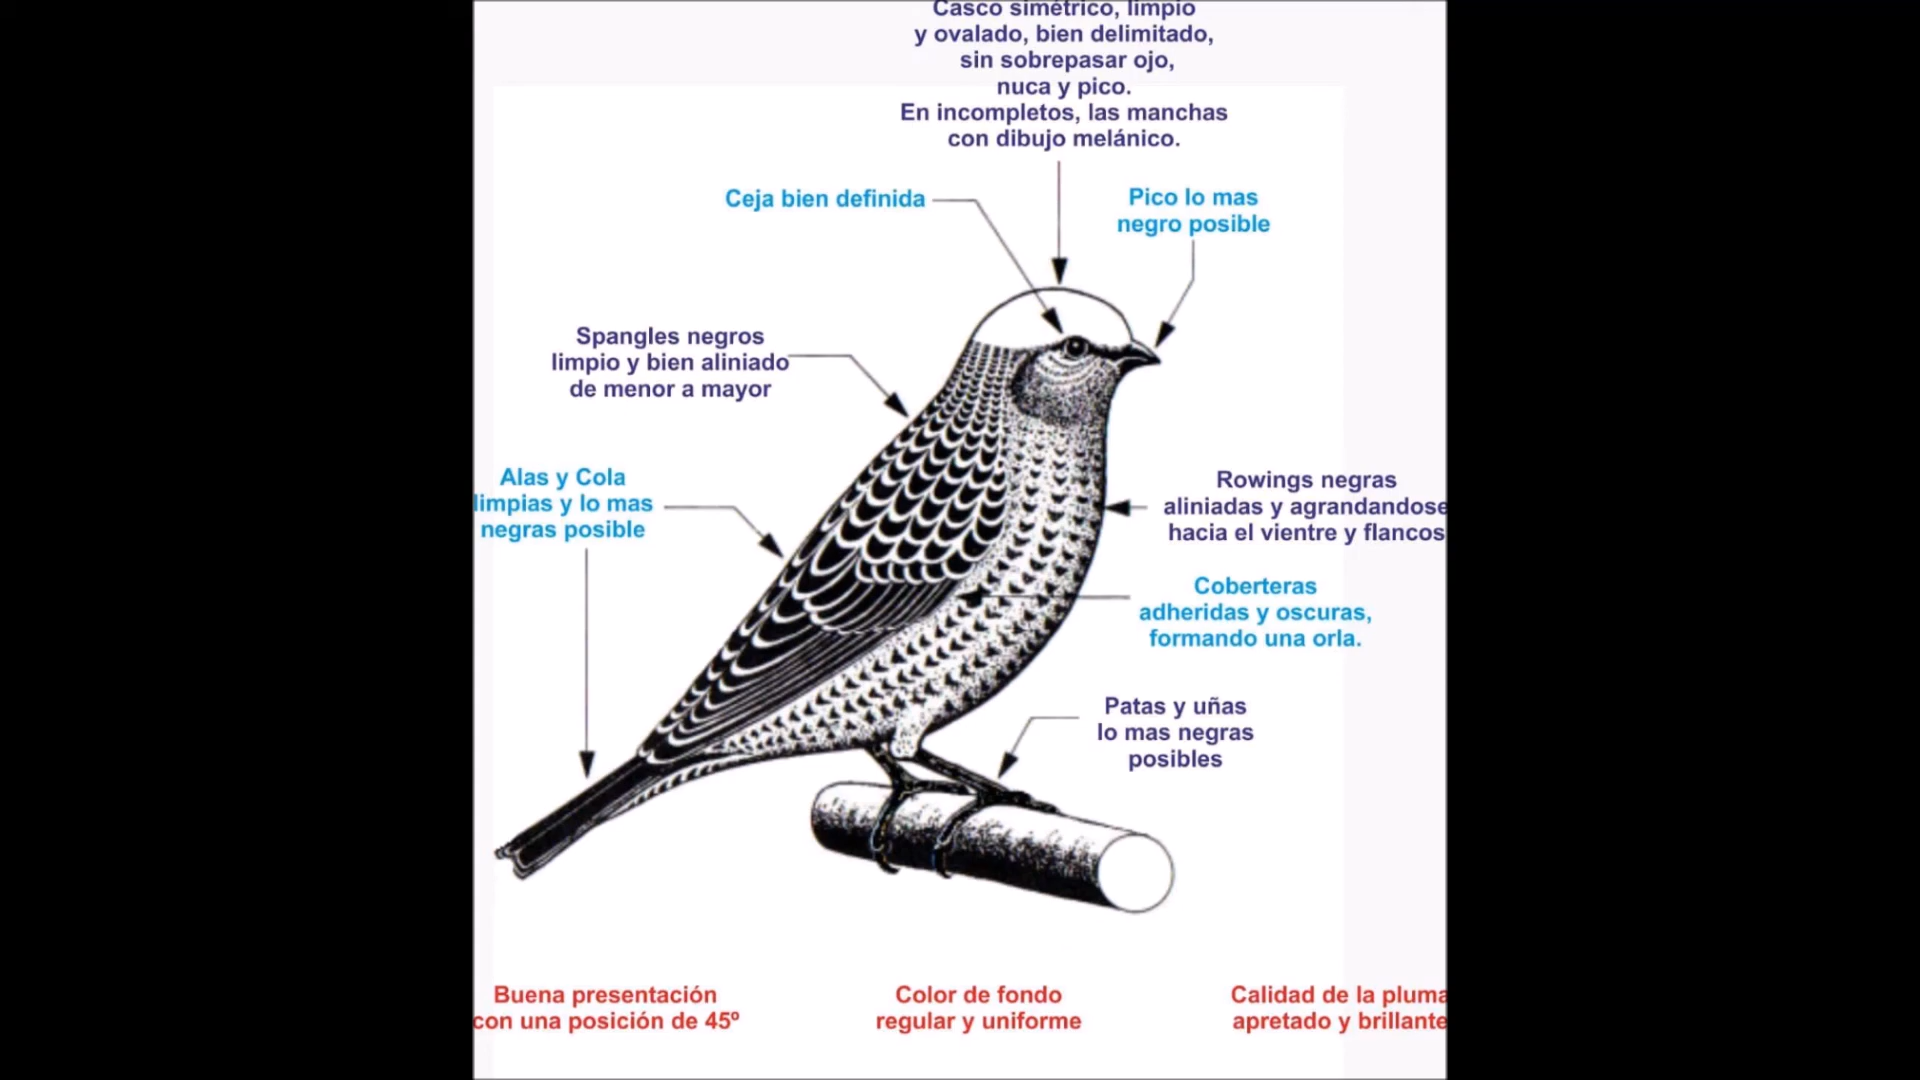 Casco simétrico, limpio
y ovalado, bien delimitado,
sin sobrepasar ojo,
nuca y pico.
En incompletos, las manchas
con dibujo melánico.
Ceja bien definida
Pico lo mas
negro posible
Spangles negros
limpio y bien aliniado
de menor a mayor
Alas y Cola
limpias y lo mas
negras posible
Rowings negras
aliniadas y agrandandose
hacia el vientre y flancos
Coberteras
adheridas y oscuras,
formando una orla.
Patas y uñas
lo mas negras
posibles
Buena presentación
con una posición de 45º
Color de fondo
regular y uniforme
Calidad de la pluma
apretado y brillante